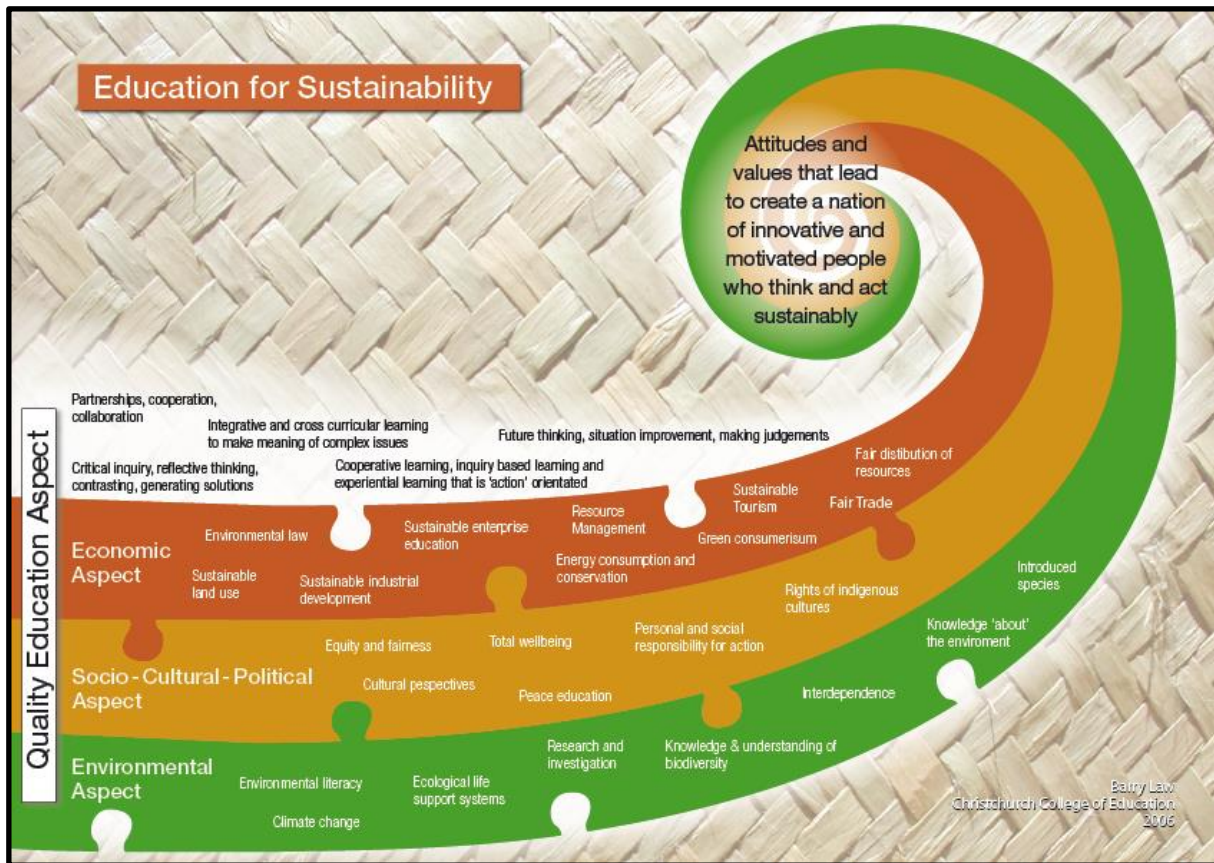 Education for Sustainability
Attitudes and
values that lead
to create a nation
of innovative and
motivated people
who think and act
sustainably
Quality Education Aspect
Partnerships, cooperation,
collaboration
Integrative and cross curricular learning
to make meaning of complex issues
Future thinking, situation improvement, making judgements
Critical inquiry, reflective thinking,
contrasting, generating solutions
Cooperative learning, inquiry based learning and
experiential learning that is 'action' orientated
Economic
Aspect
Environmental law
Sustainable
land use
Sustainable industrial
development
Sustainable enterprise
education
Resource
Management
Energy consumption and
conservation
Sustainable
Tourism
Green consumerisum
Fair distibution of
resources
Fair Trade
Socio - Cultural - Political
Aspect
Equity and fairness
Cultural pespectives
Total wellbeing
Peace education
Personal and social
responsibility for action
Rights of indigenous
cultures
Environmental
Aspect
Environmental literacy
Climate change
Ecological life
support systems
Research and
investigation
Knowledge & understanding of
biodiversity
Interdependence
Knowledge 'about'
the enviroment
Introduced
species
Barry Law
Christchurch College of Education
2006